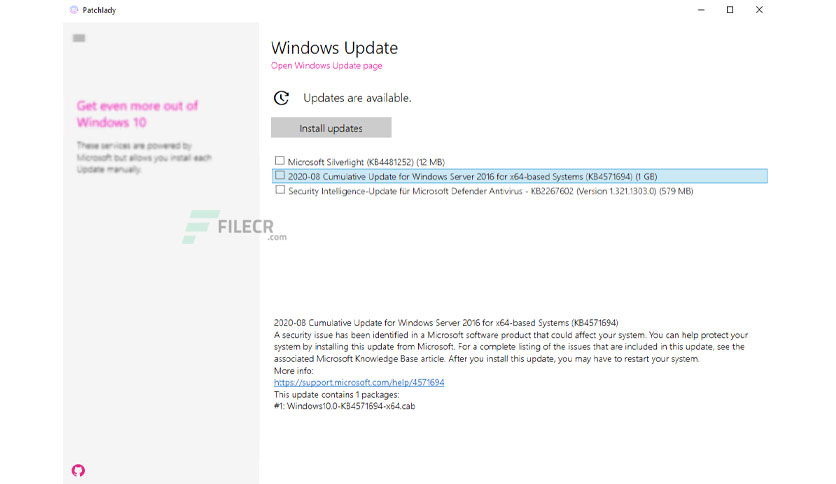 Patchlady
Windows Update
Open Windows Update page
Get even more out of
Windows 10
These services are powered by
Microsoft but allows you install each
Update manually.
Updates are available.
Install updates
Microsoft Silverlight (KB4481252) (12 MB)
2020-08 Cumulative Update for Windows Server 2016 for x64-based Systems (KB4571694) (1 GB)
Security Intelligence-Update für Microsoft Defender Antivirus - KB2267602 (Version 1.321.1303.0) (579 MB)
FILECR
.com
2020-08 Cumulative Update for Windows Server 2016 for x64-based Systems (KB4571694)
A security issue has been identified in a Microsoft software product that could affect your system. You can help protect your
system by installing this update from Microsoft. For a complete listing of the issues that are included in this update, see the
associated Microsoft Knowledge Base article. After you install this update, you may have to restart your system.
More info:
https://support.microsoft.com/help/4571694
This update contains 1 packages:
#1: Windows10.0-KB4571694-x64.cab